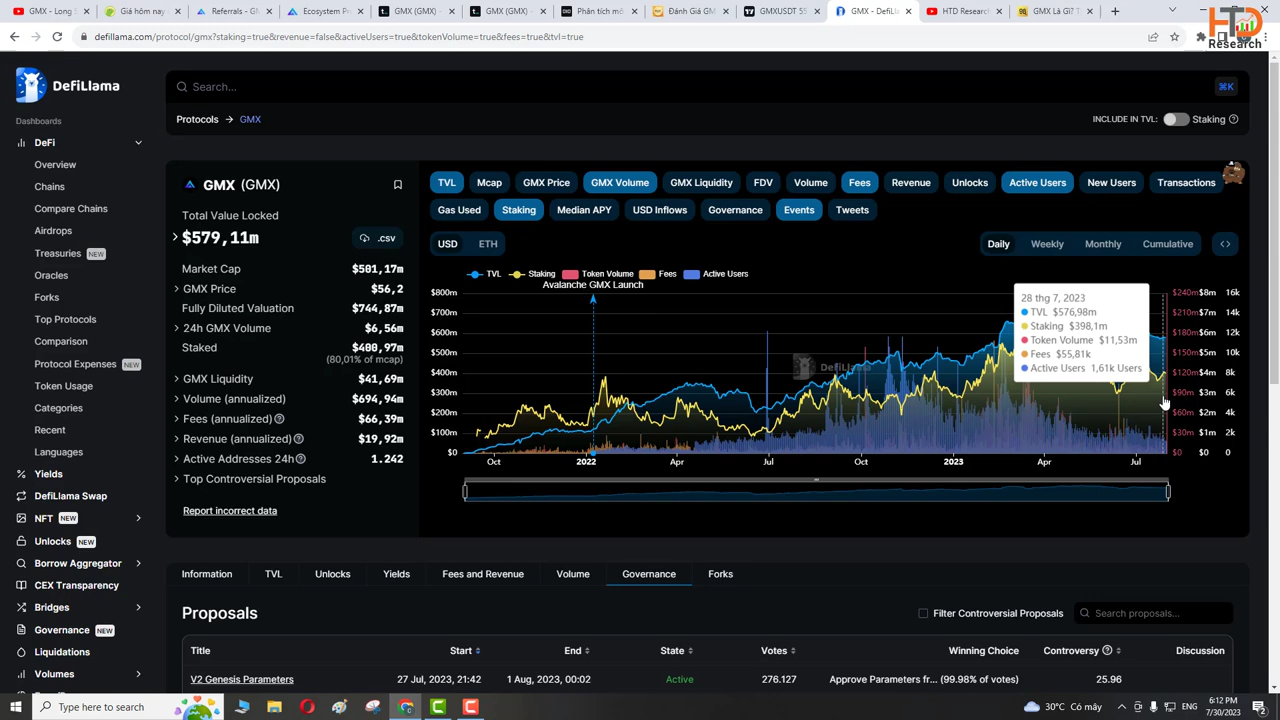 GMX - Long S
Giá hôm nay
Referrals - G
Ecosystem P
GMX (GMX)
GMX (GMX)
Phân tích mô
Đánh Giá GM
GMXUSDT 55
GMX - DefiLl
HTD Researc
GMX Là Gì? T
HTD
Research
defillama.com/protocol/gmx?staking=true&revenue=false&activeUsers=true&tokenVolume=true&fees=true&tvl=true
DefiLlama
Search...
⌘K
Dashboards
Protocols → GMX
INCLUDE IN TVL: Staking
DeFi
Overview
Chains
Compare Chains
Airdrops
Treasuries NEW
Oracles
Forks
Top Protocols
Comparison
Protocol Expenses NEW
Token Usage
Categories
Recent
Languages
Yields
DefiLlama Swap
NFT NEW
Unlocks NEW
Borrow Aggregator
CEX Transparency
Bridges
Governance NEW
Liquidations
Volumes
GMX (GMX)
Total Value Locked
$579,11m
.csv
Market Cap $501,17m
GMX Price $56,2
Fully Diluted Valuation $744,87m
24h GMX Volume $6,56m
Staked $400,97m
(80,01% of mcap)
GMX Liquidity $41,69m
Volume (annualized) $694,94m
Fees (annualized) $66,39m
Revenue (annualized) $19,92m
Active Addresses 24h 1.242
Top Controversial Proposals
Report incorrect data
TVL Mcap GMX Price GMX Volume GMX Liquidity FDV Volume Fees Revenue Unlocks Active Users New Users Transactions
Gas Used Staking Median APY USD Inflows Governance Events Tweets
USD ETH
Daily Weekly Monthly Cumulative
TVL Staking Token Volume Fees Active Users
Avalanche GMX Launch
$800m $240m $8m 16k
$700m $210m $7m 14k
$600m $180m $6m 12k
$500m $150m $5m 10k
$400m $120m $4m 8k
$300m $90m $3m 6k
$200m $60m $2m 4k
$100m $30m $1m 2k
$0 $0 $0 0
Oct 2022 Apr Jul Oct 2023 Apr Jul
DefiLlama
28 thg 7, 2023
TVL $576,98m
Staking $398,1m
Token Volume $11,53m
Fees $55,81k
Active Users 1,61k Users
Information TVL Unlocks Yields Fees and Revenue Volume Governance Forks
Proposals
Filter Controversial Proposals
Search proposals...
Title Start End State Votes Winning Choice Controversy Discussion
V2 Genesis Parameters 27 Jul, 2023, 21:42 1 Aug, 2023, 00:02 Active 276.127 Approve Parameters fr... (99.98% of votes) 25.96
Type here to search
30°C Có mây
6:12 PM
7/30/2023
2